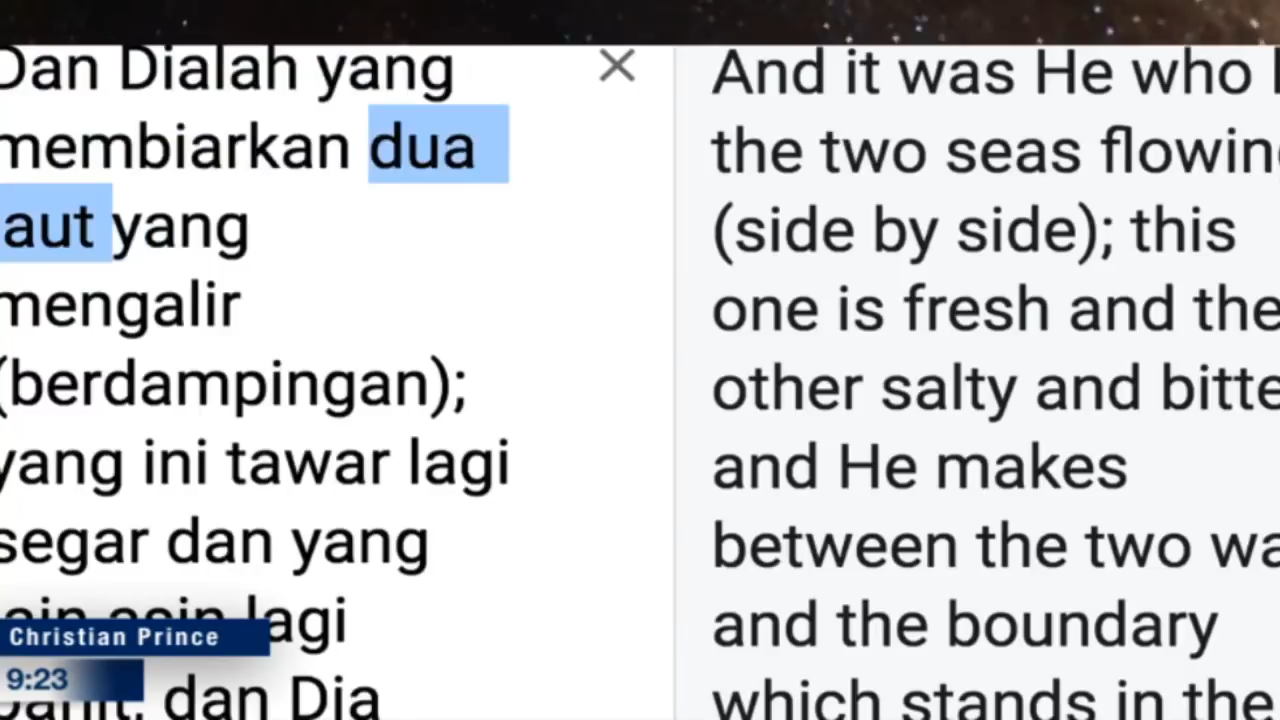 Dan Dialah yang
membiarkan dua
aut yang
mengalir
(berdampingan);
yang ini tawar lagi
segar dan yang
lagi
dan Dia
And it was He who
the two seas flowing
(side by side); this
one is fresh and the
other salty and bitte
and He makes
between the two wa
and the boundary
which stands in the
Christian Prince
9:23